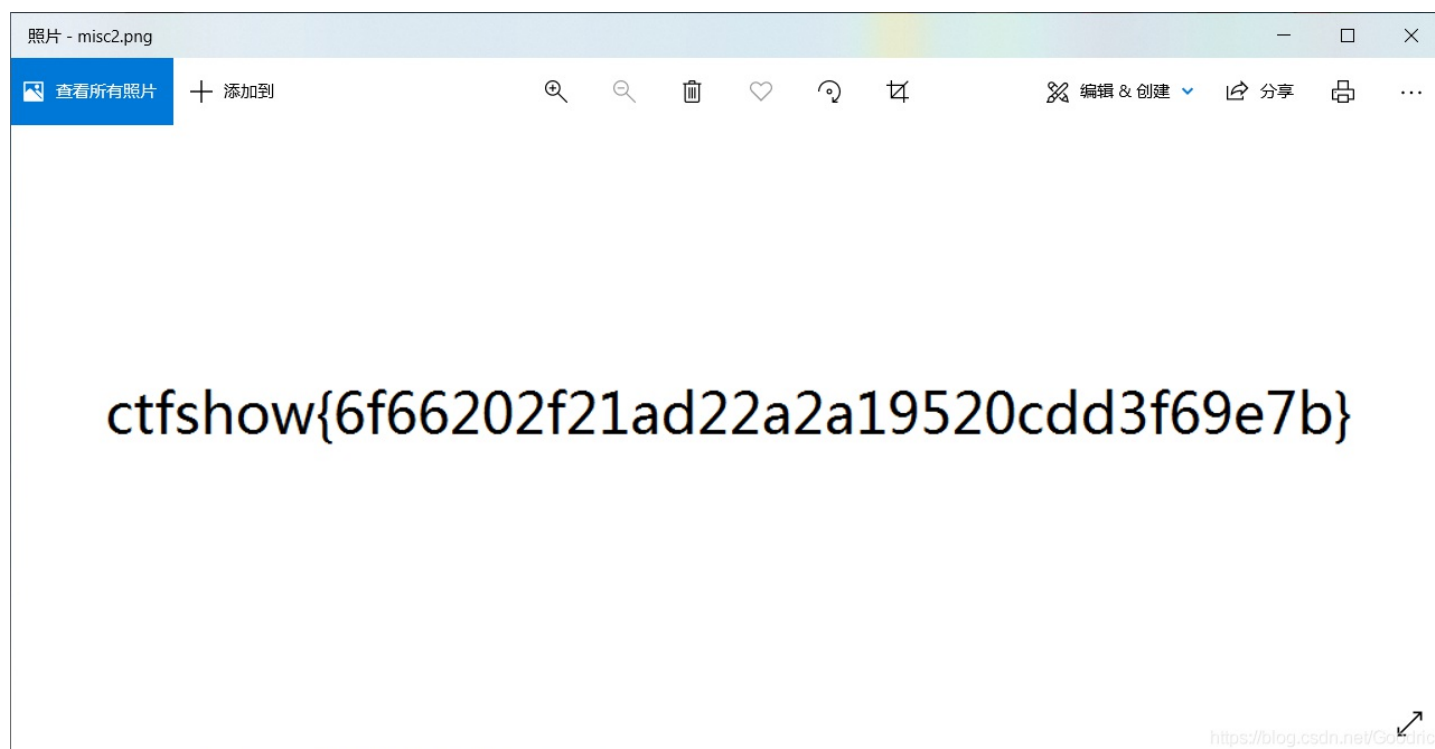 照片 - misc2.png
查看所有照片 添加到 编辑 & 创建 分享
ctfshow{6f66202f21ad22a2a19520cdd3f69e7b}